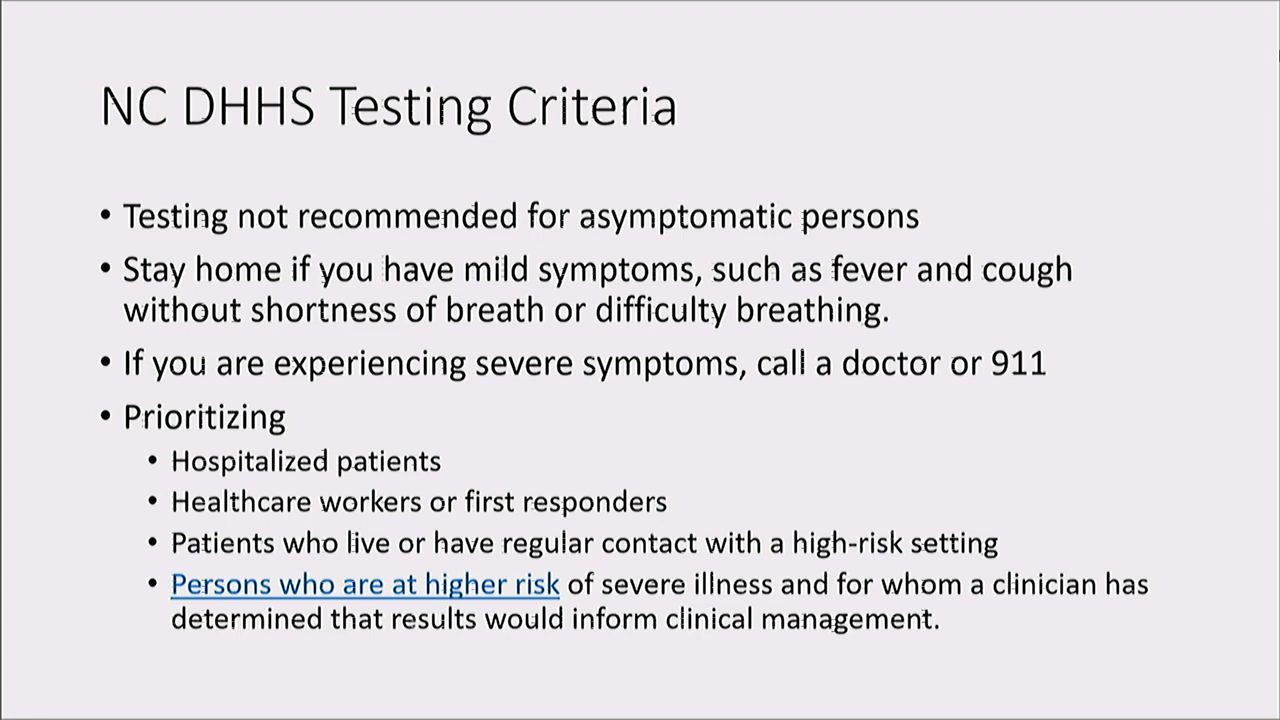 NC DHHS Testing Criteria
• Testing not recommended for asymptomatic persons
• Stay home if you have mild symptoms, such as fever and cough
without shortness of breath or difficulty breathing.
• If you are experiencing severe symptoms, call a doctor or 911
• Prioritizing
• Hospitalized patients
• Healthcare workers or first responders
• Patients who live or have regular contact with a high-risk setting
• Persons who are at higher risk of severe illness and for whom a clinician has
determined that results would inform clinical management.